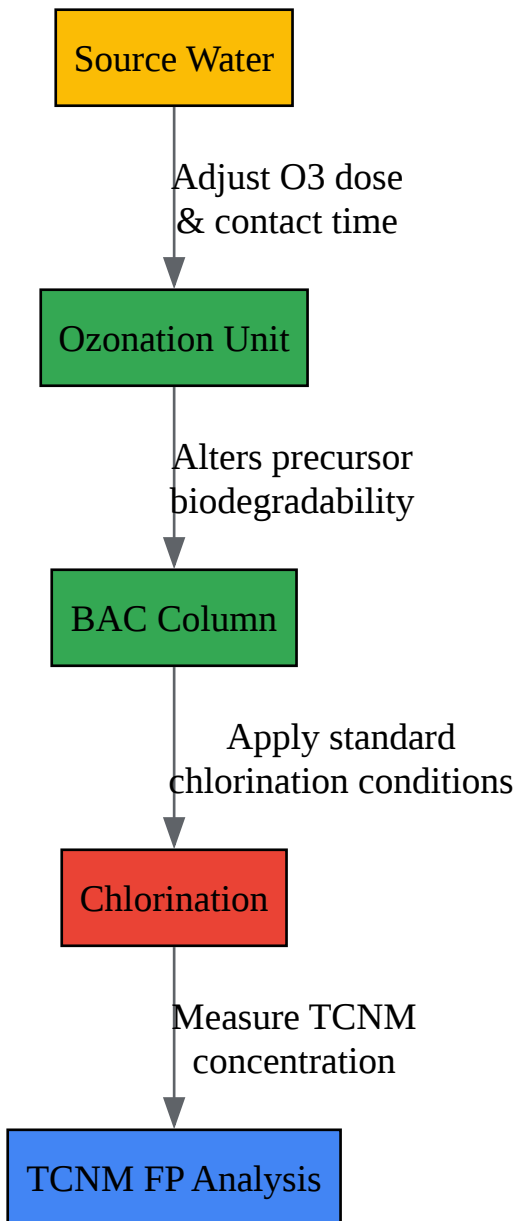 Source Water
Adjust O3 dose
& contact time
Ozonation Unit
Alters precursor
biodegradability
BAC Column
Apply standard
chlorination conditions
Chlorination
Measure TCNM
concentration
TCNM FP Analysis